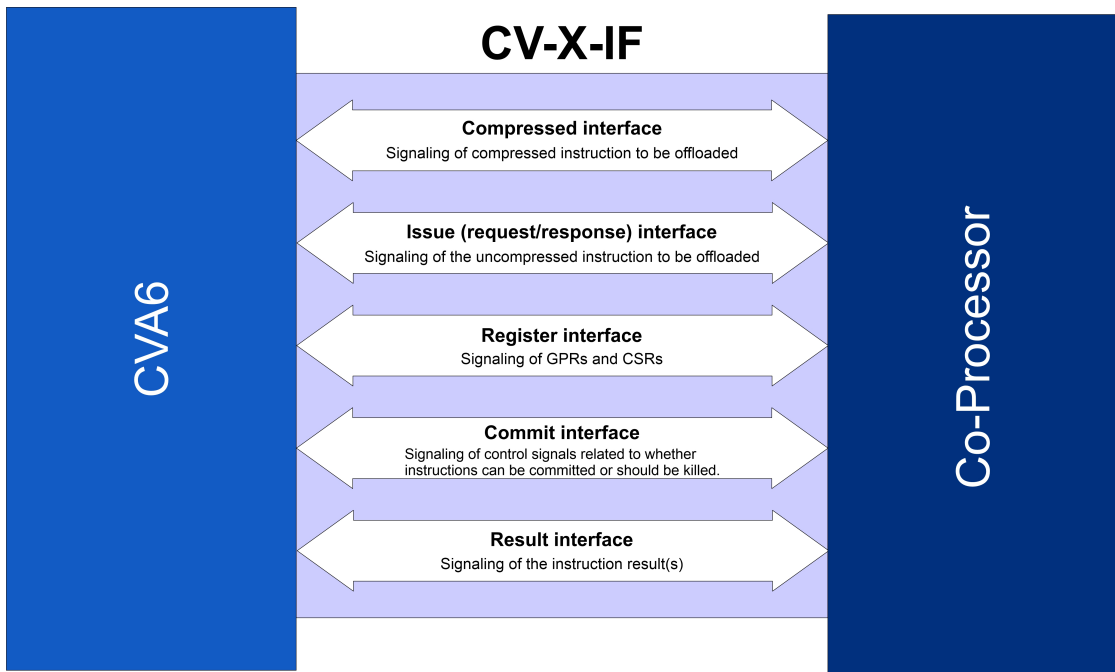 CV-X-IF
CVA6
Compressed interface
Signaling of compressed instruction to be offloaded
Issue (request/response) interface
Signaling of the uncompressed instruction to be offloaded
Register interface
Signaling of GPRs and CSRs
Commit interface
Signaling of control signals related to whether
instructions can be committed or should be killed.
Result interface
Signaling of the instruction result(s)
Co-Processor